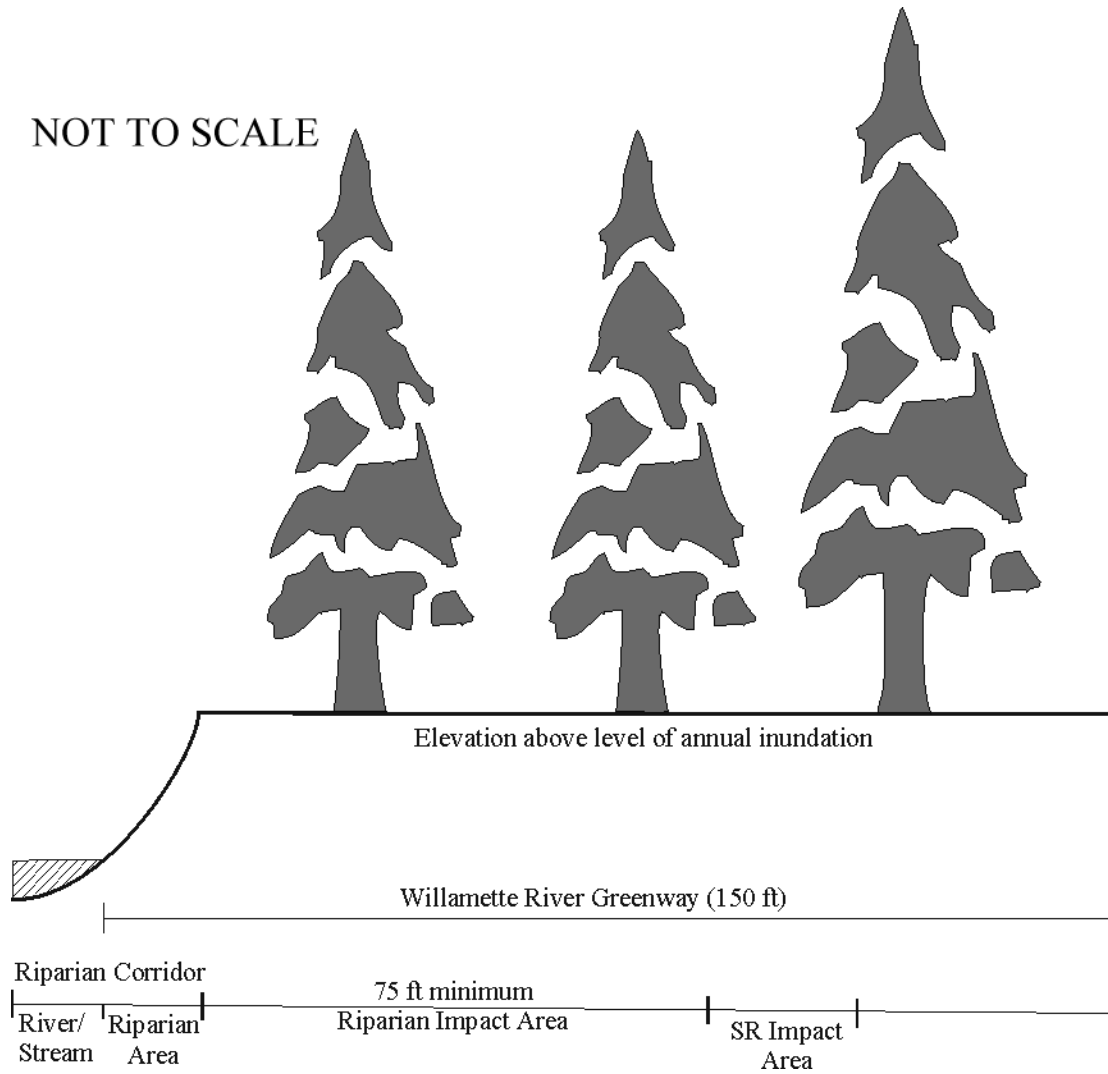 NOT TO SCALE
Elevation above level of annual inundation
Willamette River Greenway (150 ft)
Riparian Corridor
75 ft minimum
River/
Stream
Riparian
Area
Riparian Impact Area
SR Impact
Area